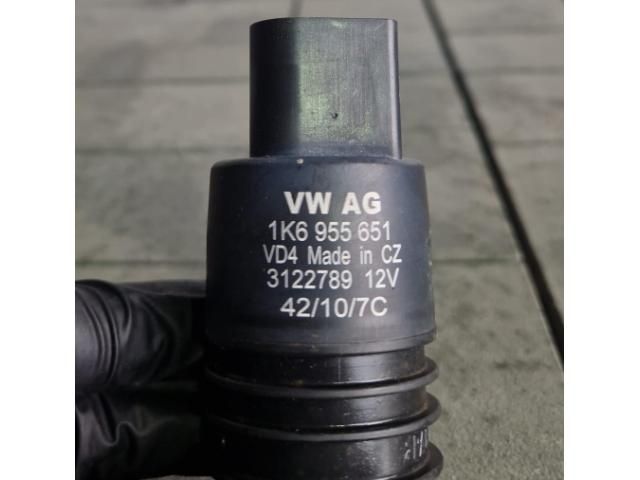 VW AG
1K6 955 651
VD4 Made in CZ
3122789 12V
42/10/7C